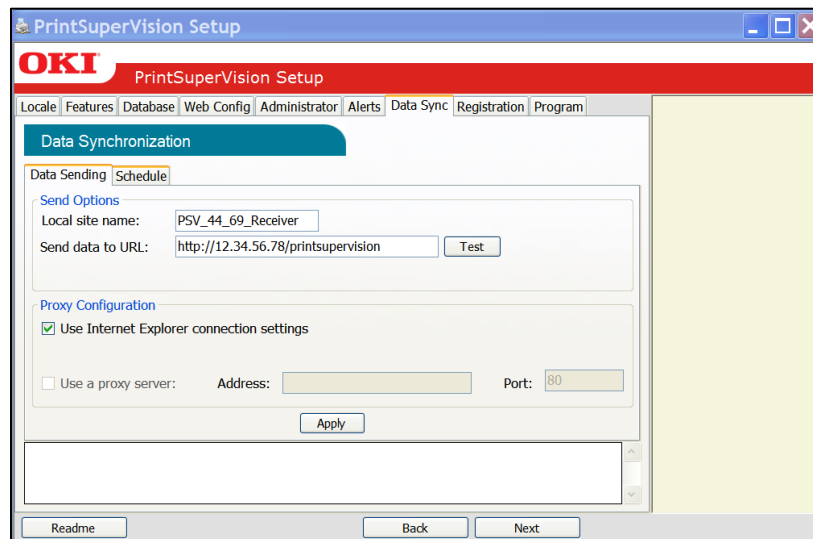 PrintSuperVision Setup
OKI
PrintSuperVision Setup
Locale Features Database Web Config Administrator Alerts Data Sync Registration Program
Data Synchronization
Data Sending Schedule
Send Options
Local site name: PSV_44_69_Receiver
Send data to URL: http://12.34.56.78/printsupervision Test
Proxy Configuration
Use Internet Explorer connection settings
Use a proxy server: Address: Port: 80
Apply
Readme Back Next